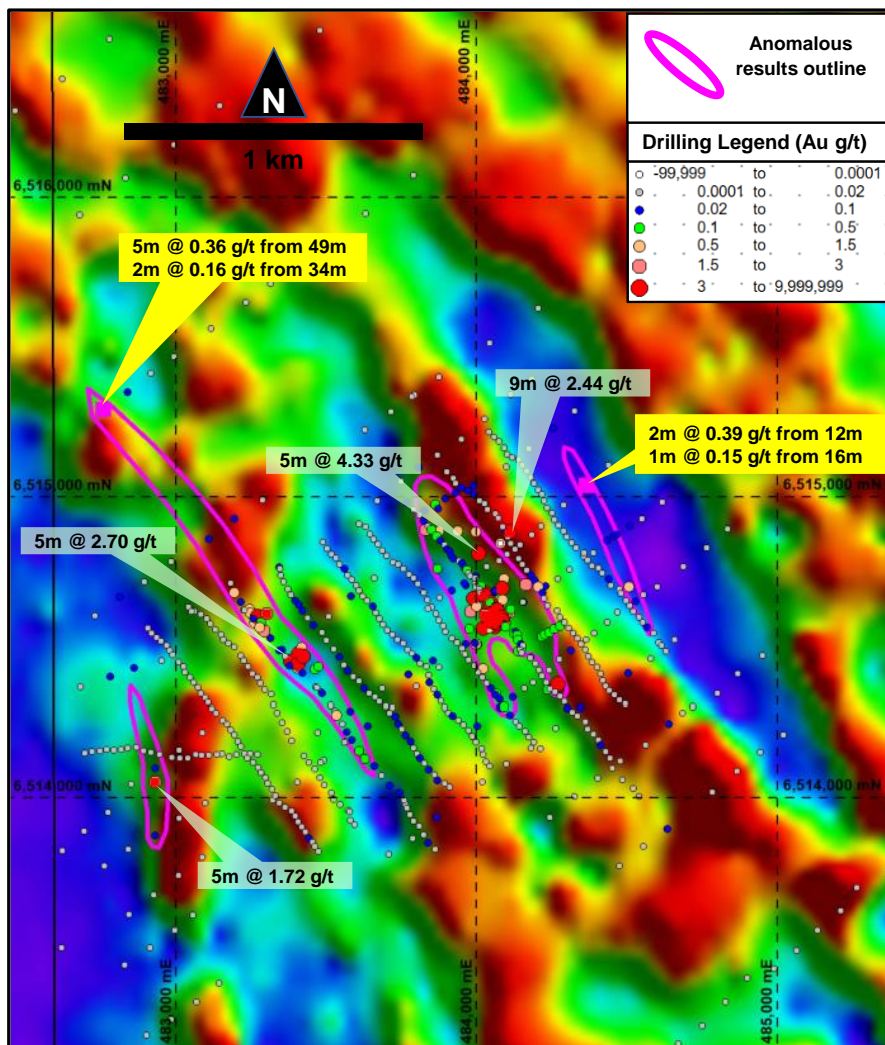 483,000 mE
484,000 mE
N
1 km
Anomalous
results outline
Drilling Legend (Au g/t)
-99,999 to 0.0001
0.0001 to 0.02
0.02 to 0.1
0.1 to 0.5
0.5 to 1.5
1.5 to 3
3 to 9,999,999
6,516,000 mN
5m @ 0.36 g/t from 49m
2m @ 0.16 g/t from 34m
9m @ 2.44 g/t
2m @ 0.39 g/t from 12m
1m @ 0.15 g/t from 16m
5m @ 4.33 g/t
6,515,000 mN
6,515,000 mN
5m @ 2.70 g/t
6,514,000 mN
6,514,000 mN
5m @ 1.72 g/t
483,000 mE
484,000 mE
485,000 mE